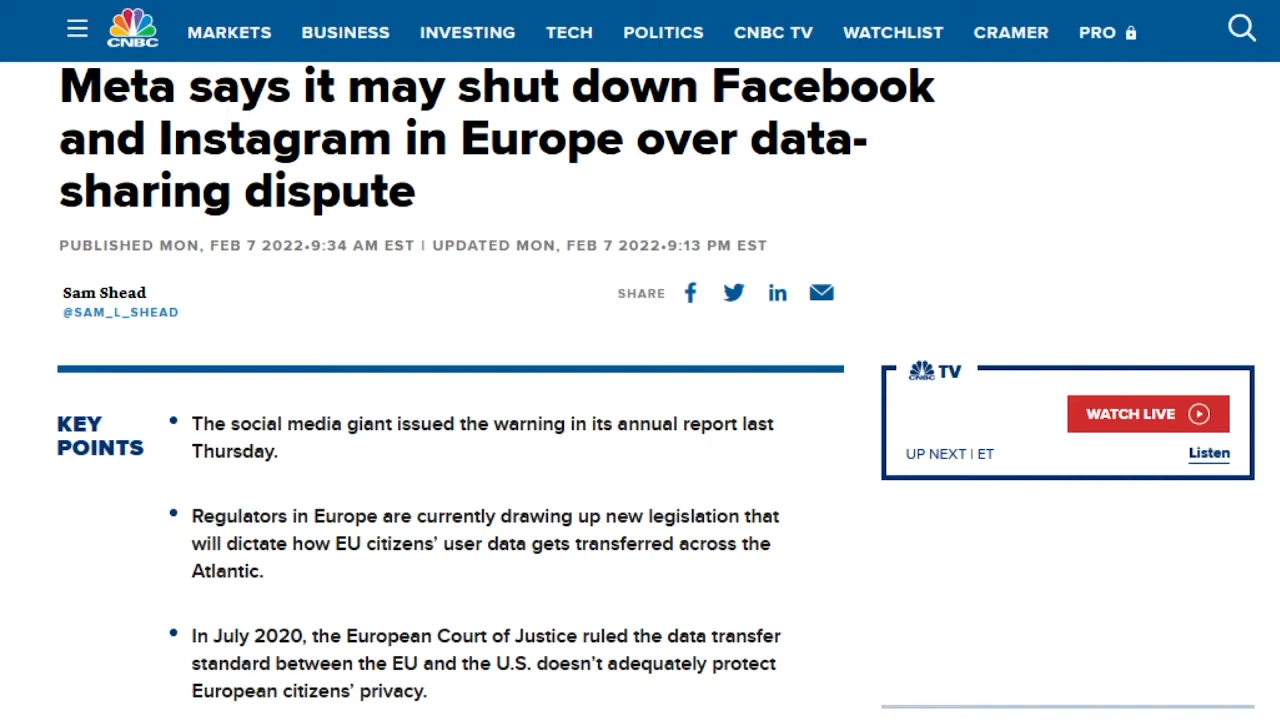 CNBC
MARKETS BUSINESS INVESTING TECH POLITICS CNBC TV WATCHLIST CRAMER PRO
Meta says it may shut down Facebook
and Instagram in Europe over data-
sharing dispute
PUBLISHED MON, FEB 7 2022•9:34 AM EST | UPDATED MON, FEB 7 2022•9:13 PM EST
Sam Shead
@SAM_L_SHEAD
SHARE
KEY
POINTS
The social media giant issued the warning in its annual report last
Thursday.
Regulators in Europe are currently drawing up new legislation that
will dictate how EU citizens’ user data gets transferred across the
Atlantic.
In July 2020, the European Court of Justice ruled the data transfer
standard between the EU and the U.S. doesn’t adequately protect
European citizens’ privacy.
CNBC TV
WATCH LIVE
UP NEXT | ET
Listen